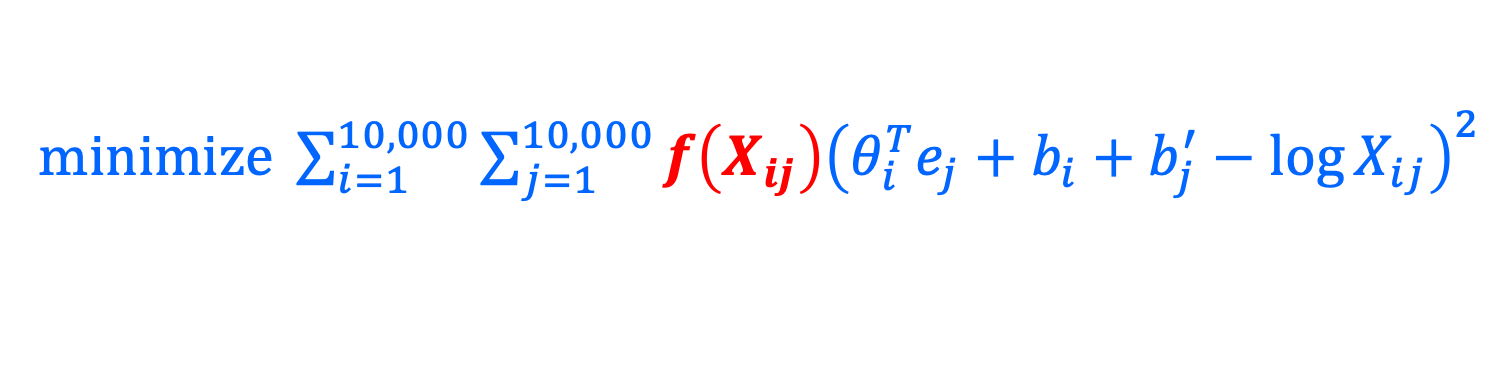 minimize ∑_{i=1}^{10,000} ∑_{j=1}^{10,000} f(X_{ij})(θ_i^T e_j + b_i + b'_j − log X_{ij})^2